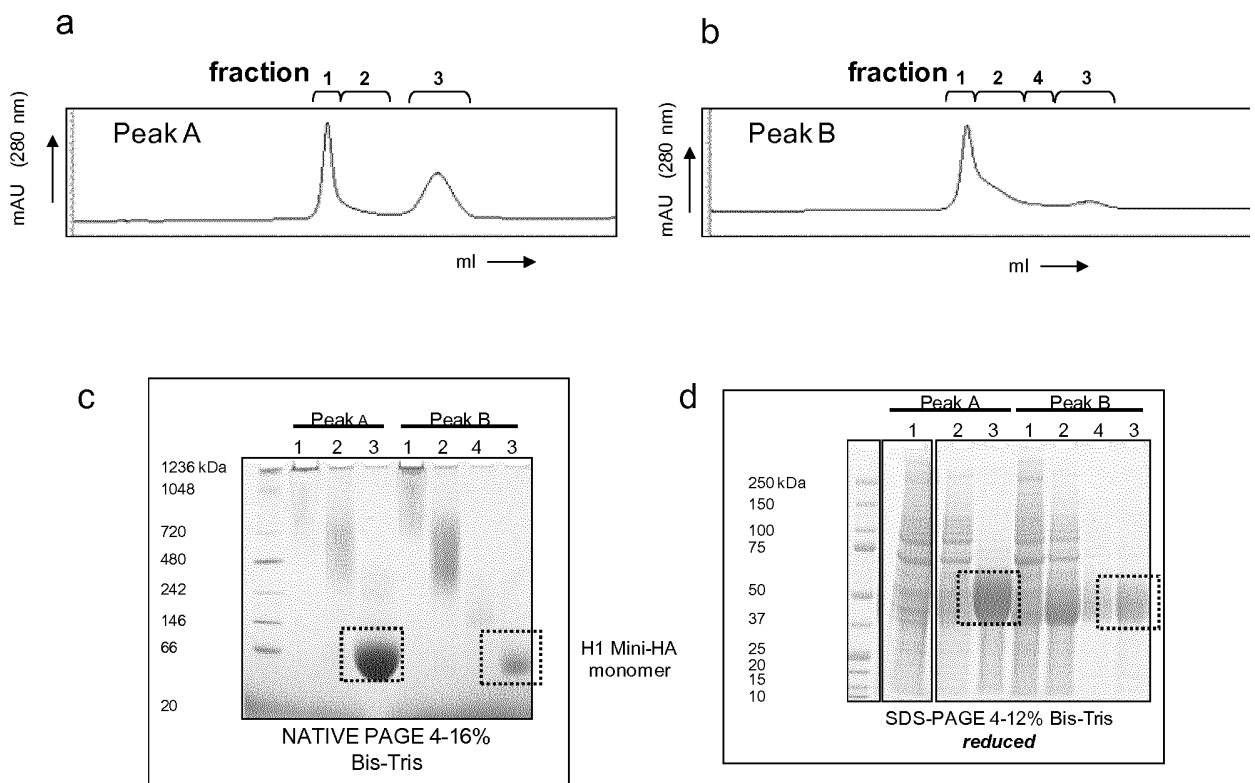 a
fraction 1 2 3
Peak A
mAU (280 nm)
ml
b
fraction 1 2 4 3
Peak B
mAU (280 nm)
ml
c
Peak A Peak B
1 2 3 1 2 4 3
1236 kDa
1048
720
480
242
146
66
20
NATIVE PAGE 4-16%
Bis-Tris
H1 Mini-HA
monomer
d
Peak A Peak B
1 2 3 1 2 4 3
250 kDa
150
100
75
50
37
25
20
15
10
SDS-PAGE 4-12% Bis-Tris
reduced